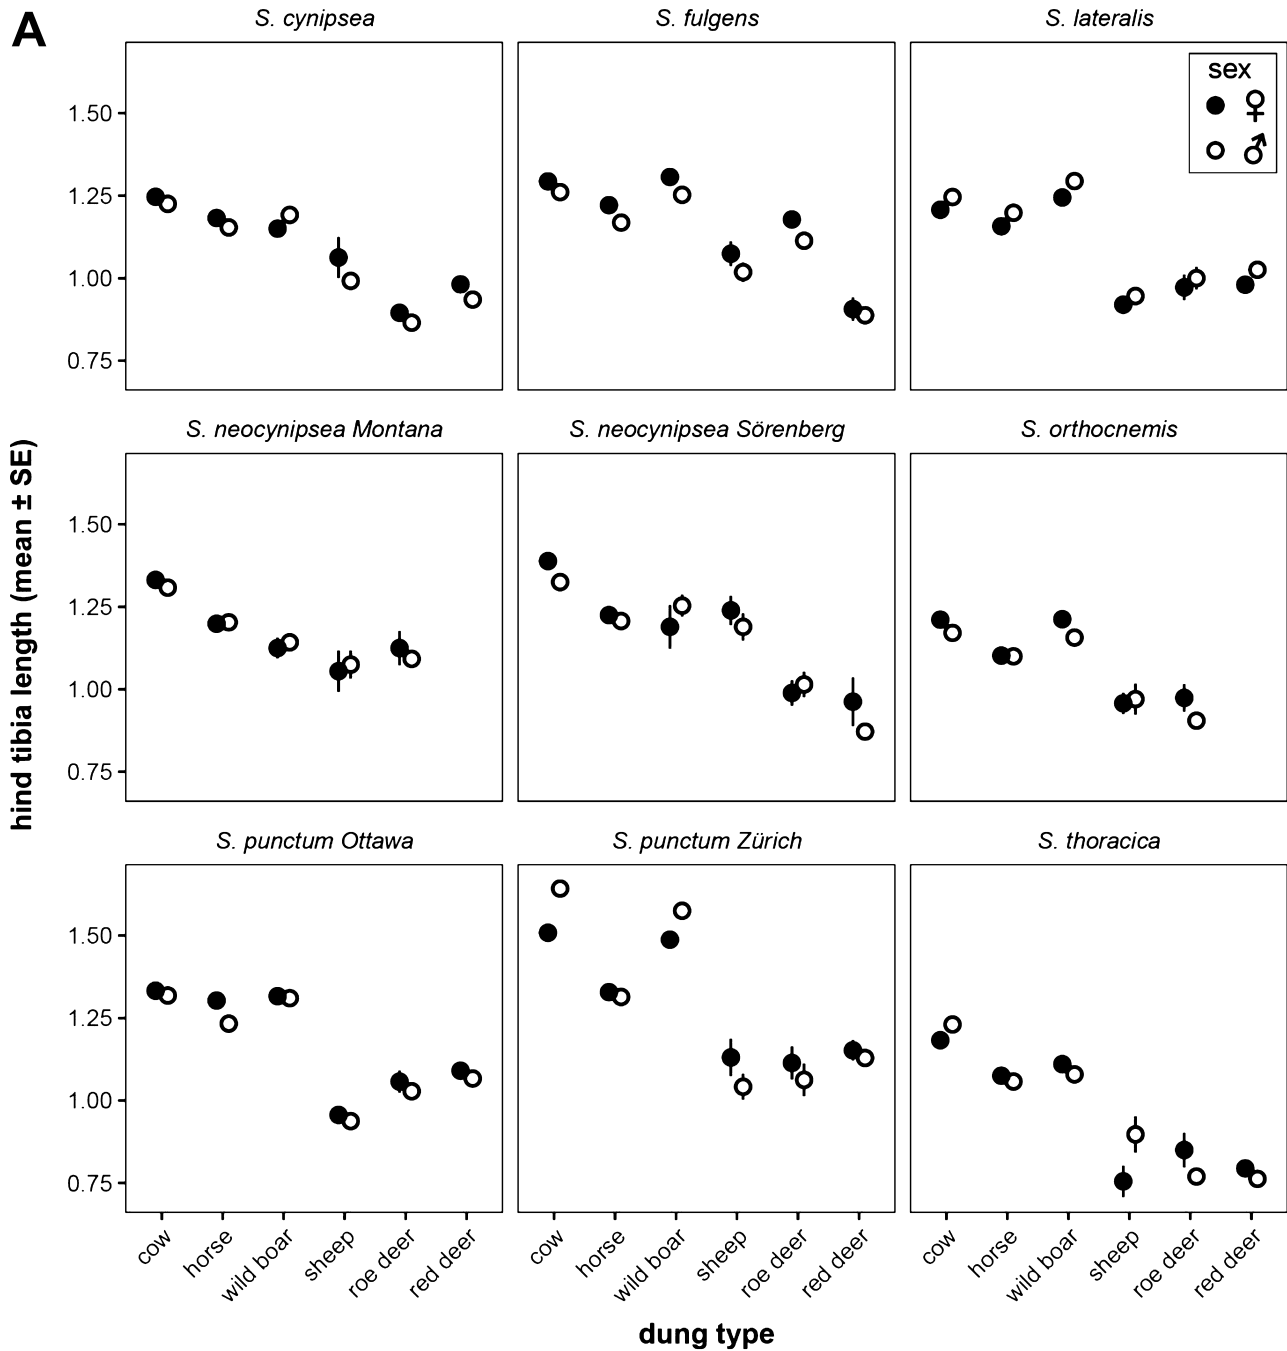 A
S. cynipsea
S. fulgens
S. lateralis
sex
♀
♂
1.50
1.25
1.00
0.75
S. neocynipsea Montana
S. neocynipsea Sörenberg
S. orthocnemis
1.50
1.25
1.00
0.75
hind tibia length (mean ± SE)
S. punctum Ottawa
S. punctum Zürich
S. thoracica
1.50
1.25
1.00
0.75
cow
horse
wild boar
sheep
roe deer
red deer
cow
horse
wild boar
sheep
roe deer
red deer
cow
horse
wild boar
sheep
roe deer
red deer
dung type